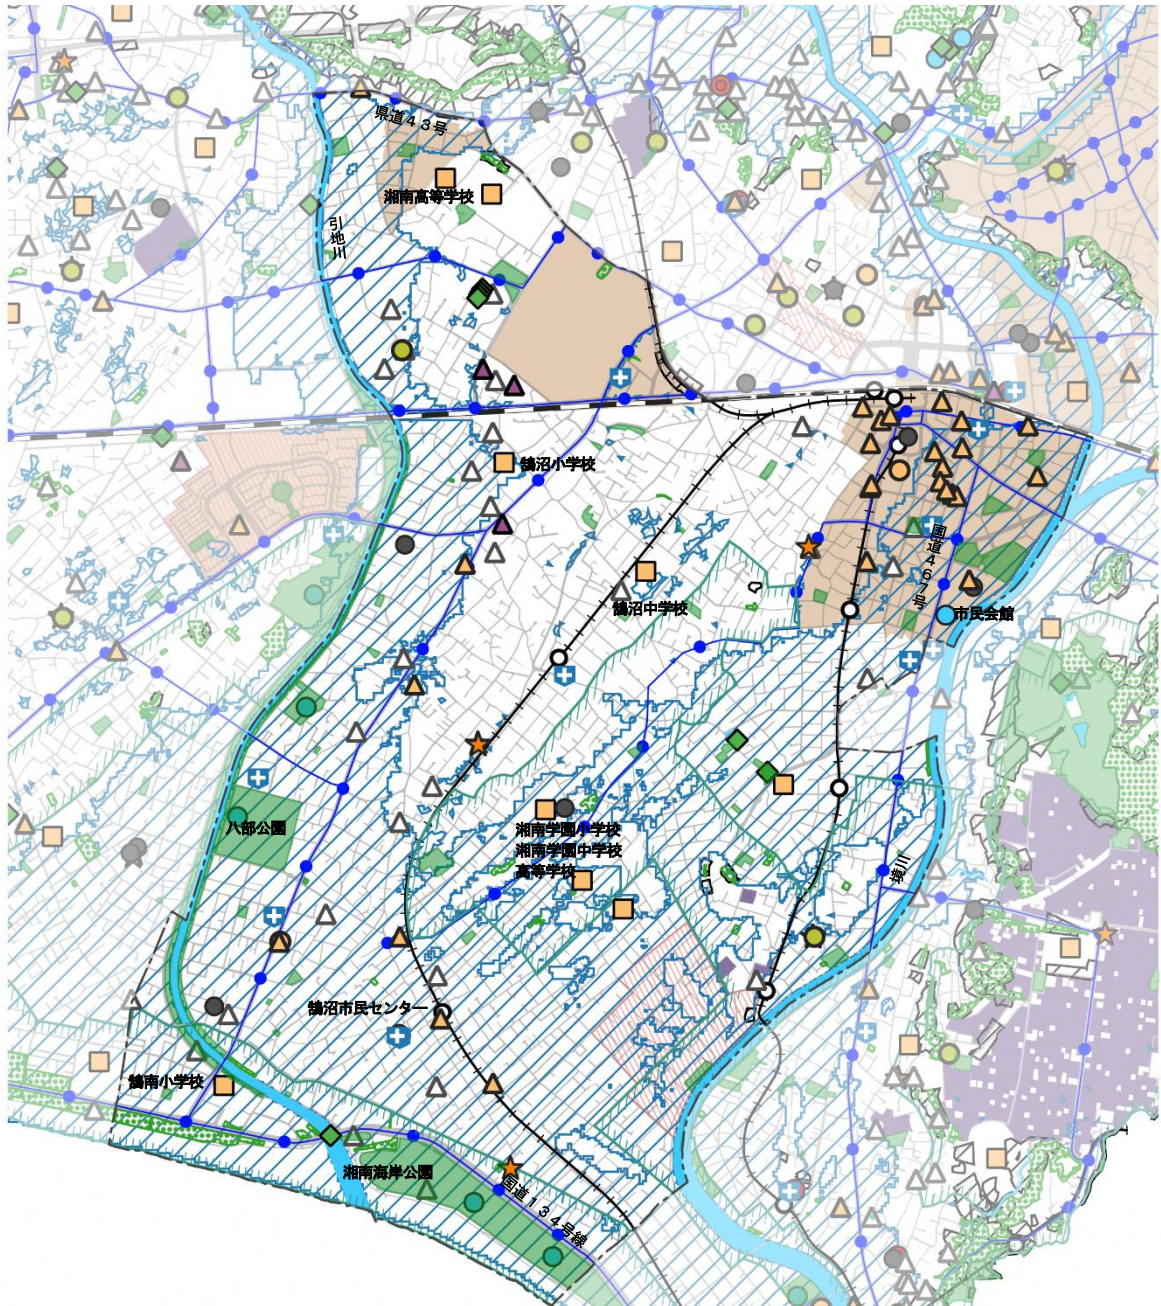 県道43号
湘南高等学校
引地川
鵠沼小学校
国道467号
鵠沼中学校
市民会館
八部公園
湘南学園小学校
湘南学園中学校
高等学校
境川
鵠沼市民センター
鵠南小学校
湘南海岸公園
国道134号線